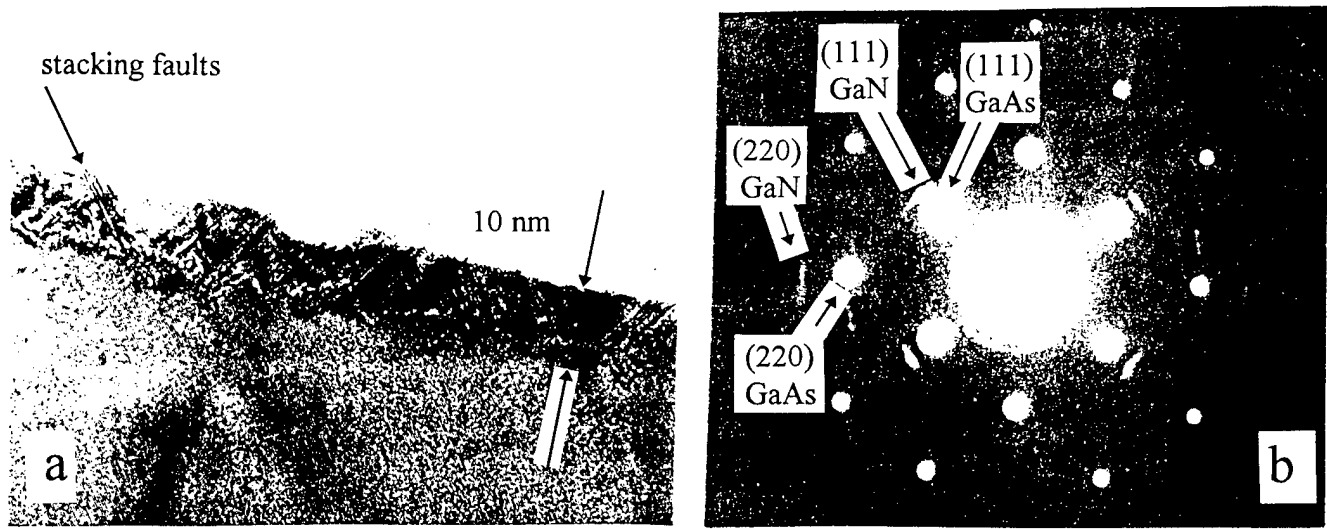 stacking faults
10 nm
a
(111)
GaN
(111)
GaAs
(220)
GaN
(220)
GaAs
b